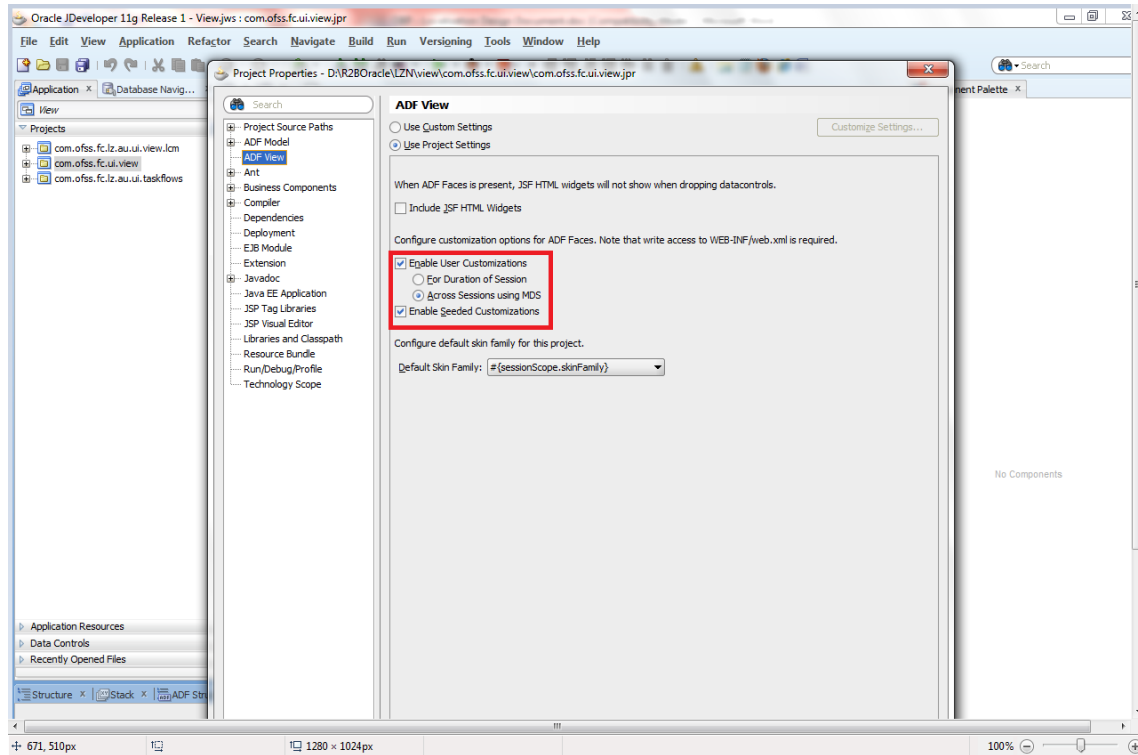 Oracle JDeveloper 11g Release 1 - View.jws : com.ofss.fc.ui.view.jpr
File Edit View Application Refactor Search Navigate Build Run Versioning Tools Window Help
Search
Application × Database Navig...
nent Palette ×
View
Projects
com.ofss.fc.lz.au.ui.view.lcm
com.ofss.fc.ui.view
com.ofss.fc.lz.au.ui.taskflows
Application Resources
Data Controls
Recently Opened Files
Structure × Stack × ADF Stru
Project Properties - D:\R2BOracle\LZN\view\com.ofss.fc.ui.view\com.ofss.fc.ui.view.jpr
Search
Project Source Paths
ADF Model
ADF View
Ant
Business Components
Compiler
Dependencies
Deployment
EJB Module
Extension
Javadoc
Java EE Application
JSP Tag Libraries
JSP Visual Editor
Libraries and Classpath
Resource Bundle
Run/Debug/Profile
Technology Scope
ADF View
Use Custom Settings
Customize Settings...
Use Project Settings
When ADF Faces is present, JSF HTML widgets will not show when dropping datacontrols.
Include JSF HTML Widgets
Configure customization options for ADF Faces. Note that write access to WEB-INF/web.xml is required.
Enable User Customizations
For Duration of Session
Across Sessions using MDS
Enable Seeded Customizations
Configure default skin family for this project.
Default Skin Family: #{sessionScope.skinFamily}
No Components
671, 510px
1280 × 1024px
100%